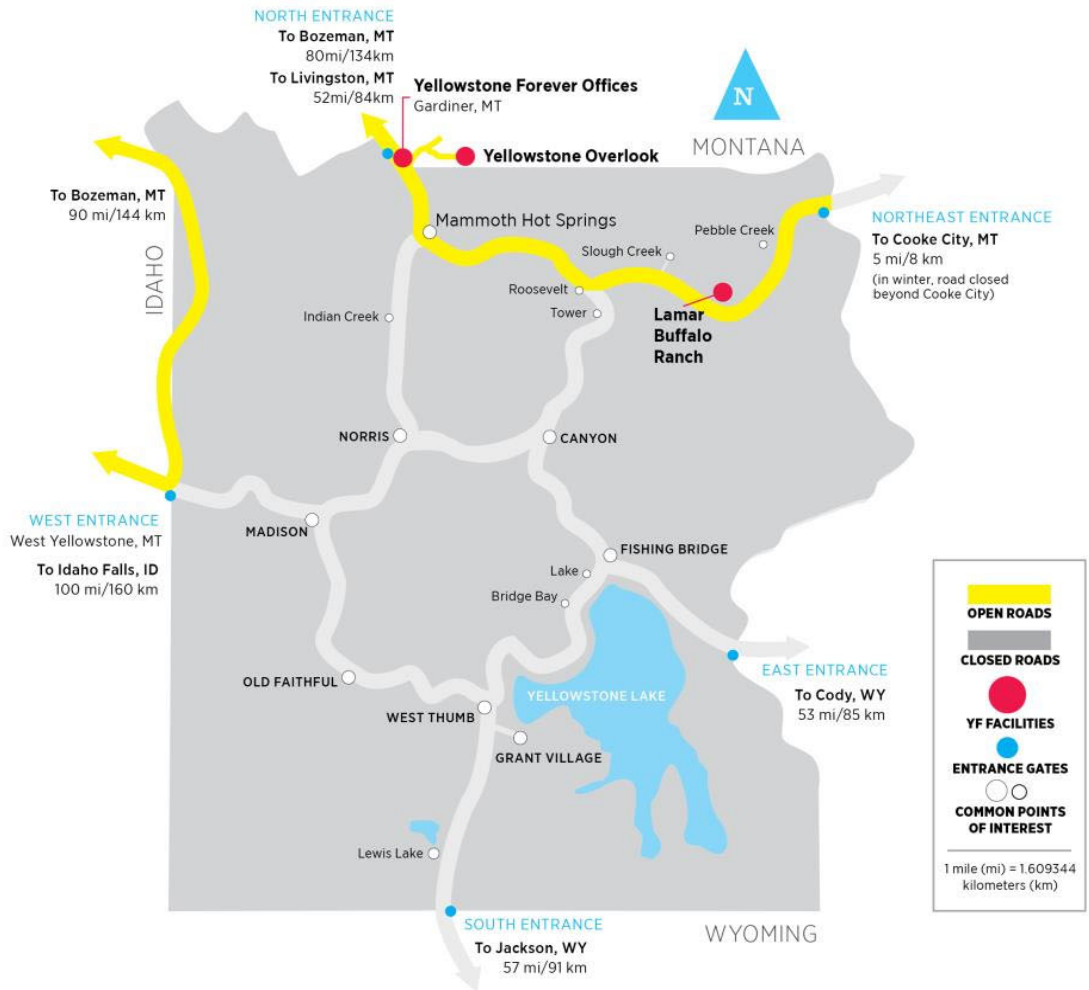 NORTH ENTRANCE
To Bozeman, MT
80mi/134km
To Livingston, MT
52mi/84km
Yellowstone Forever Offices
Gardiner, MT
N
MONTANA
Yellowstone Overlook
To Bozeman, MT
90 mi/144 km
IDAHO
Mammoth Hot Springs
Pebble Creek
Slough Creek
NORTHEAST ENTRANCE
To Cooke City, MT
5 mi/8 km
(in winter, road closed
beyond Cooke City)
Roosevelt
Tower
Indian Creek
Lamar
Buffalo
Ranch
NORRIS
CANYON
WEST ENTRANCE
West Yellowstone, MT
To Idaho Falls, ID
100 mi/160 km
MADISON
FISHING BRIDGE
Lake
Bridge Bay
EAST ENTRANCE
To Cody, WY
53 mi/85 km
OLD FAITHFUL
YELLOWSTONE LAKE
WEST THUMB
GRANT VILLAGE
Lewis Lake
SOUTH ENTRANCE
To Jackson, WY
57 mi/91 km
WYOMING
OPEN ROADS
CLOSED ROADS
YF FACILITIES
ENTRANCE GATES
COMMON POINTS
OF INTEREST
1 mile (mi) = 1.609344
kilometers (km)